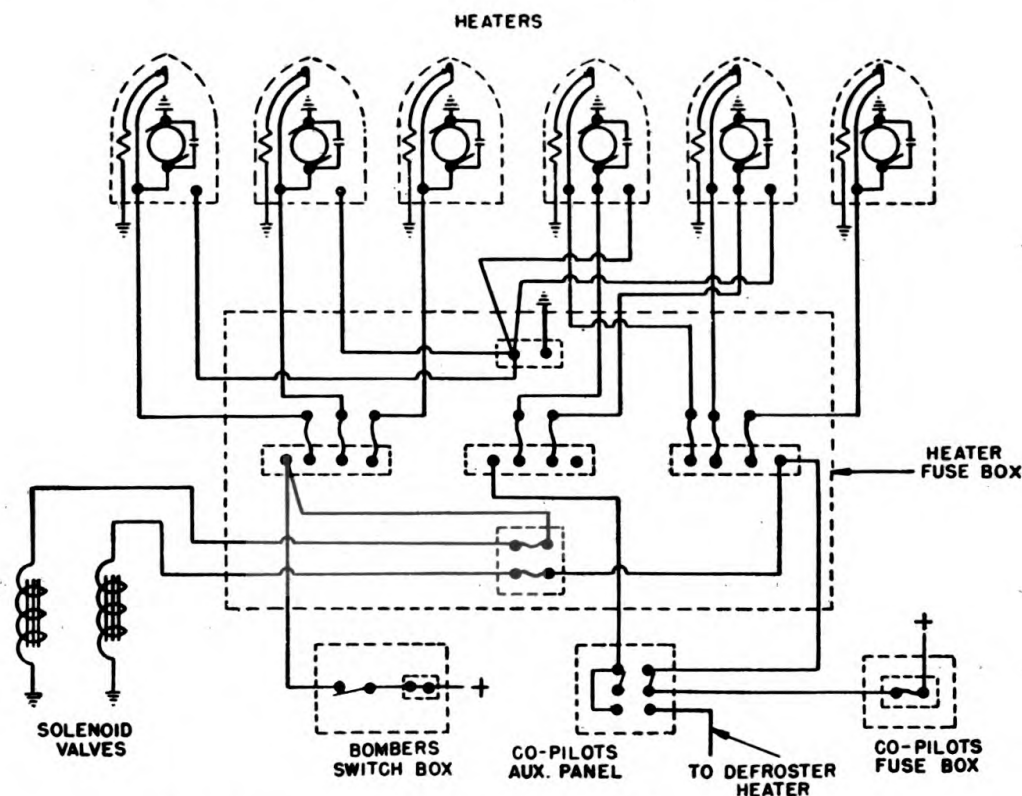 HEATERS
HEATER
FUSE BOX
+
+
SOLENOID
VALVES
BOMBERS
SWITCH BOX
CO-PILOTS
AUX. PANEL
TO DEFROSTER
HEATER
CO-PILOTS
FUSE BOX